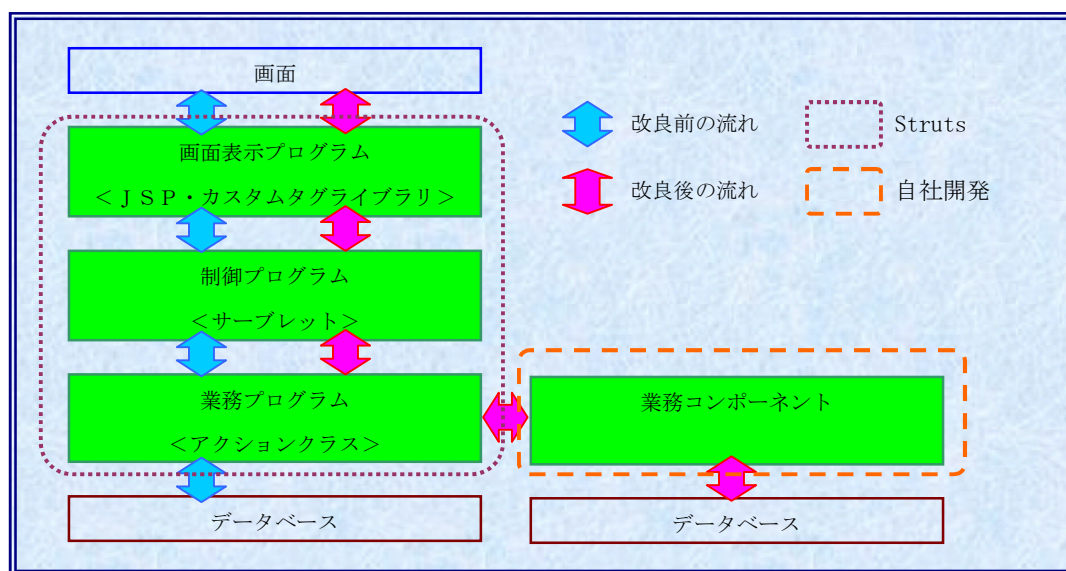 画面
画面表示プログラム
＜ＪＳＰ・カスタムタグライブラリ＞
制御プログラム
＜サーブレット＞
業務プログラム
＜アクションクラス＞
データベース
改良前の流れ
Struts
改良後の流れ
自社開発
業務コンポーネント
データベース